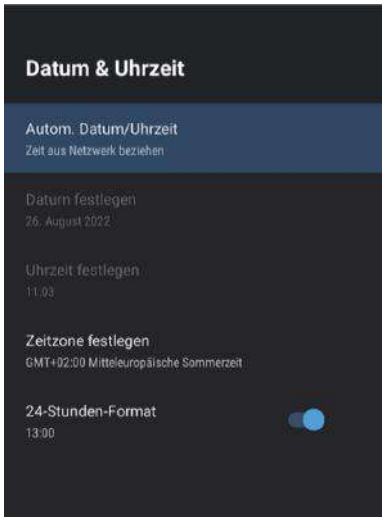 Datum & Uhrzeit
Autom. Datum/Uhrzeit
Zeit aus Netzwerk beziehen
Datum festlegen
26. August 2022
Uhrzeit festlegen
11:03
Zeitzone festlegen
GMT+02:00 Mitteleuropäische Sommerzeit
24-Stunden-Format
13:00